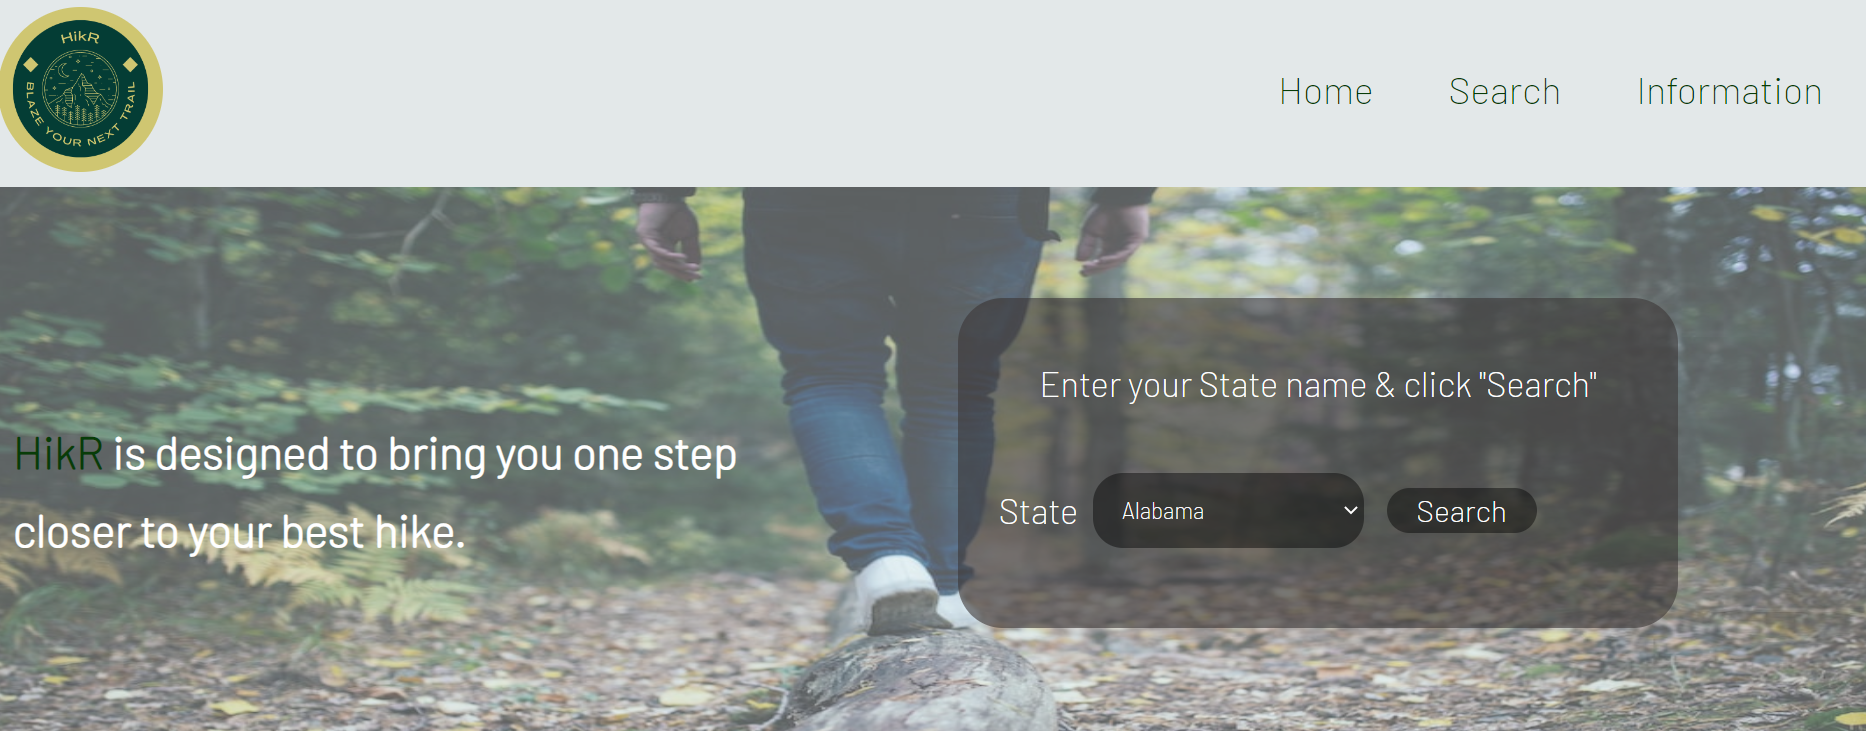 HikR
BLAZE YOUR NEXT TRAIL
Home Search Information
HikR is designed to bring you one step
closer to your best hike.
Enter your State name & click "Search"
State Alabama Search